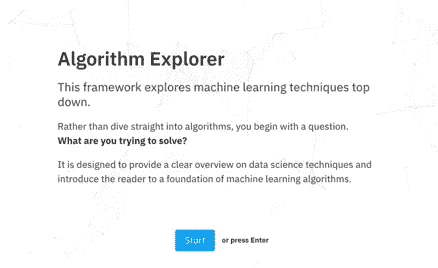 Algorithm Explorer
This framework explores machine learning techniques top
down.
Rather than dive straight into algorithms, you begin with a question.
What are you trying to solve?
It is designed to provide a clear overview on data science techniques and
introduce the reader to a foundation of machine learning algorithms.
Start or press Enter